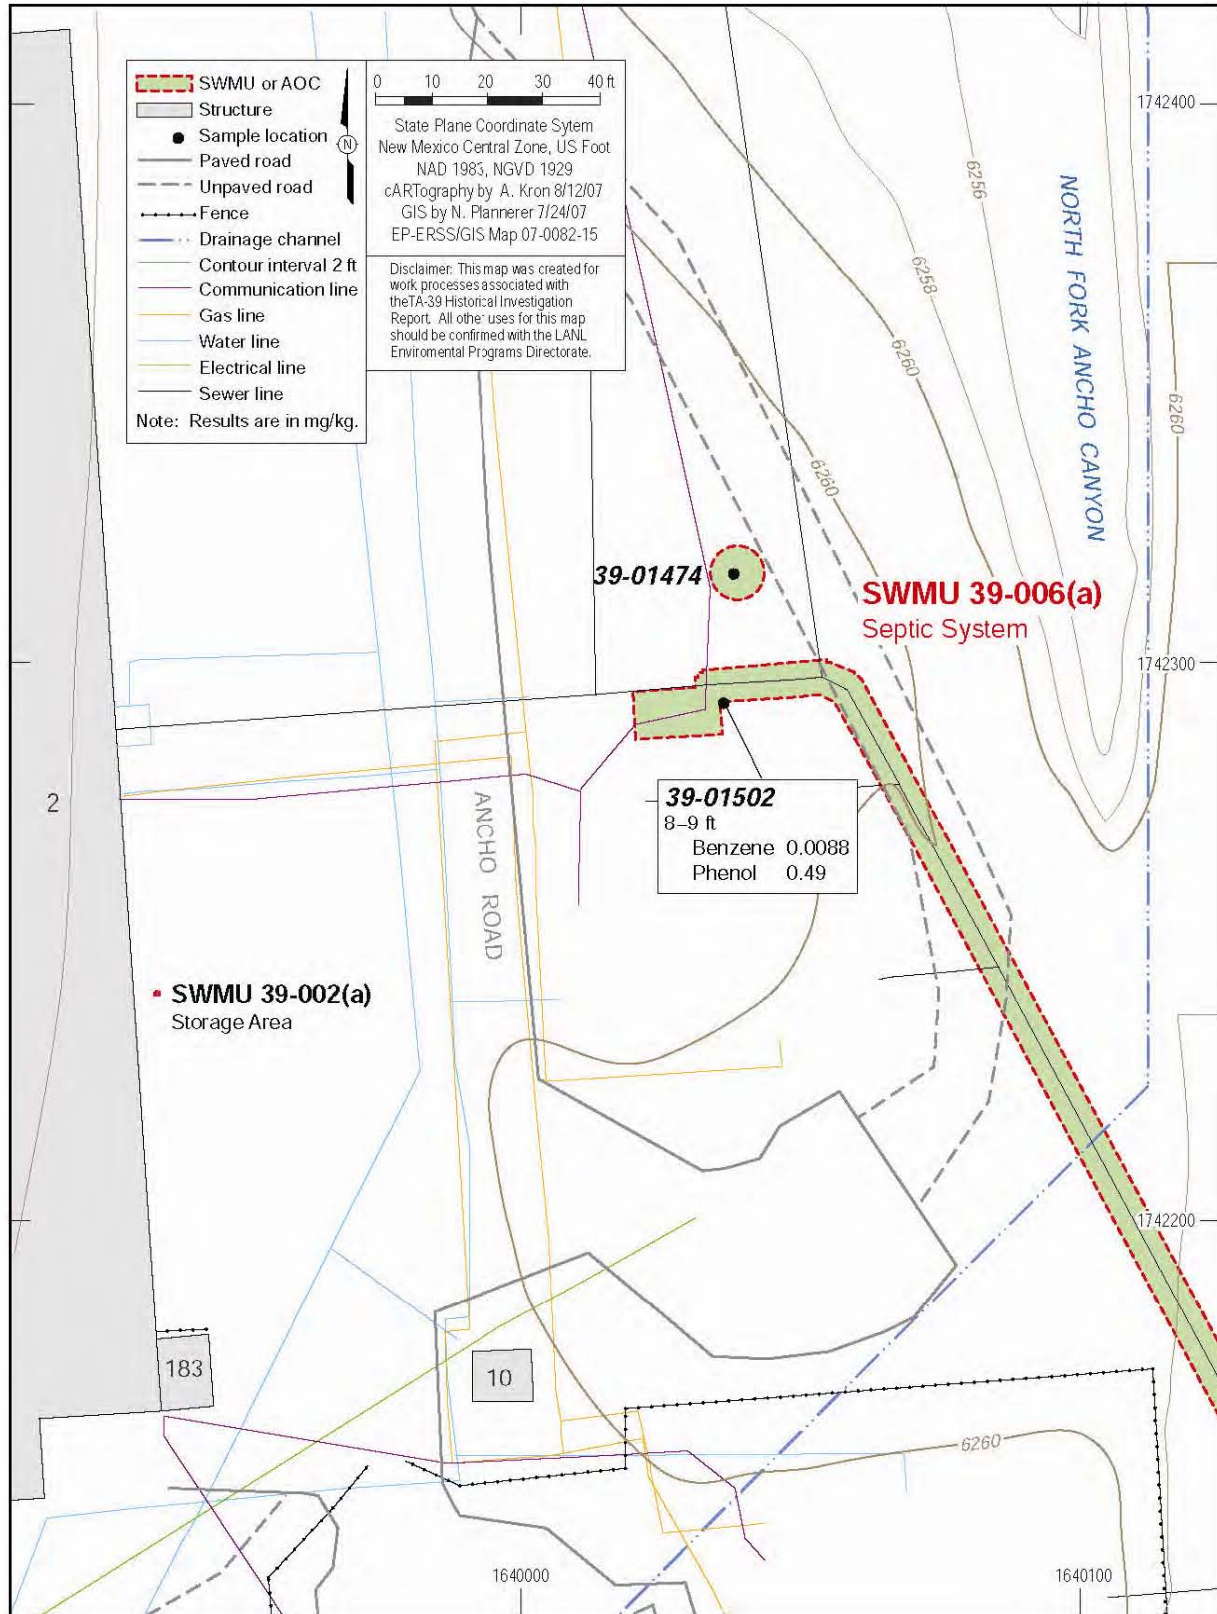 SWMU or AOC
Structure
Sample location
Paved road
Unpaved road
Fence
Drainage channel
Contour interval 2 ft
Communication line
Gas line
Water line
Electrical line
Sewer line
Note: Results are in mg/kg.
N
0 10 20 30 40 ft
State Plane Coordinate Sytem
New Mexico Central Zone, US Foot
NAD 1983, NGVD 1929
cARTography by A. Kron 8/12/07
GIS by N. Plannerer 7/24/07
EP-ERSS/GIS Map 07-0082-15
Disclaimer: This map was created for
work processes associated with
theTA-39 Historical Investigation
Report. All other uses for this map
should be confirmed with the LANL
Enviromental Programs Directorate.
1742400
6256
NORTH FORK ANCHO CANYON
6258
6260
6260
6260
39-01474
SWMU 39-006(a)
Septic System
1742300
2
ANCHO ROAD
39-01502
8–9 ft
Benzene 0.0088
Phenol 0.49
SWMU 39-002(a)
Storage Area
1742200
183
10
6260
1640000
1640100